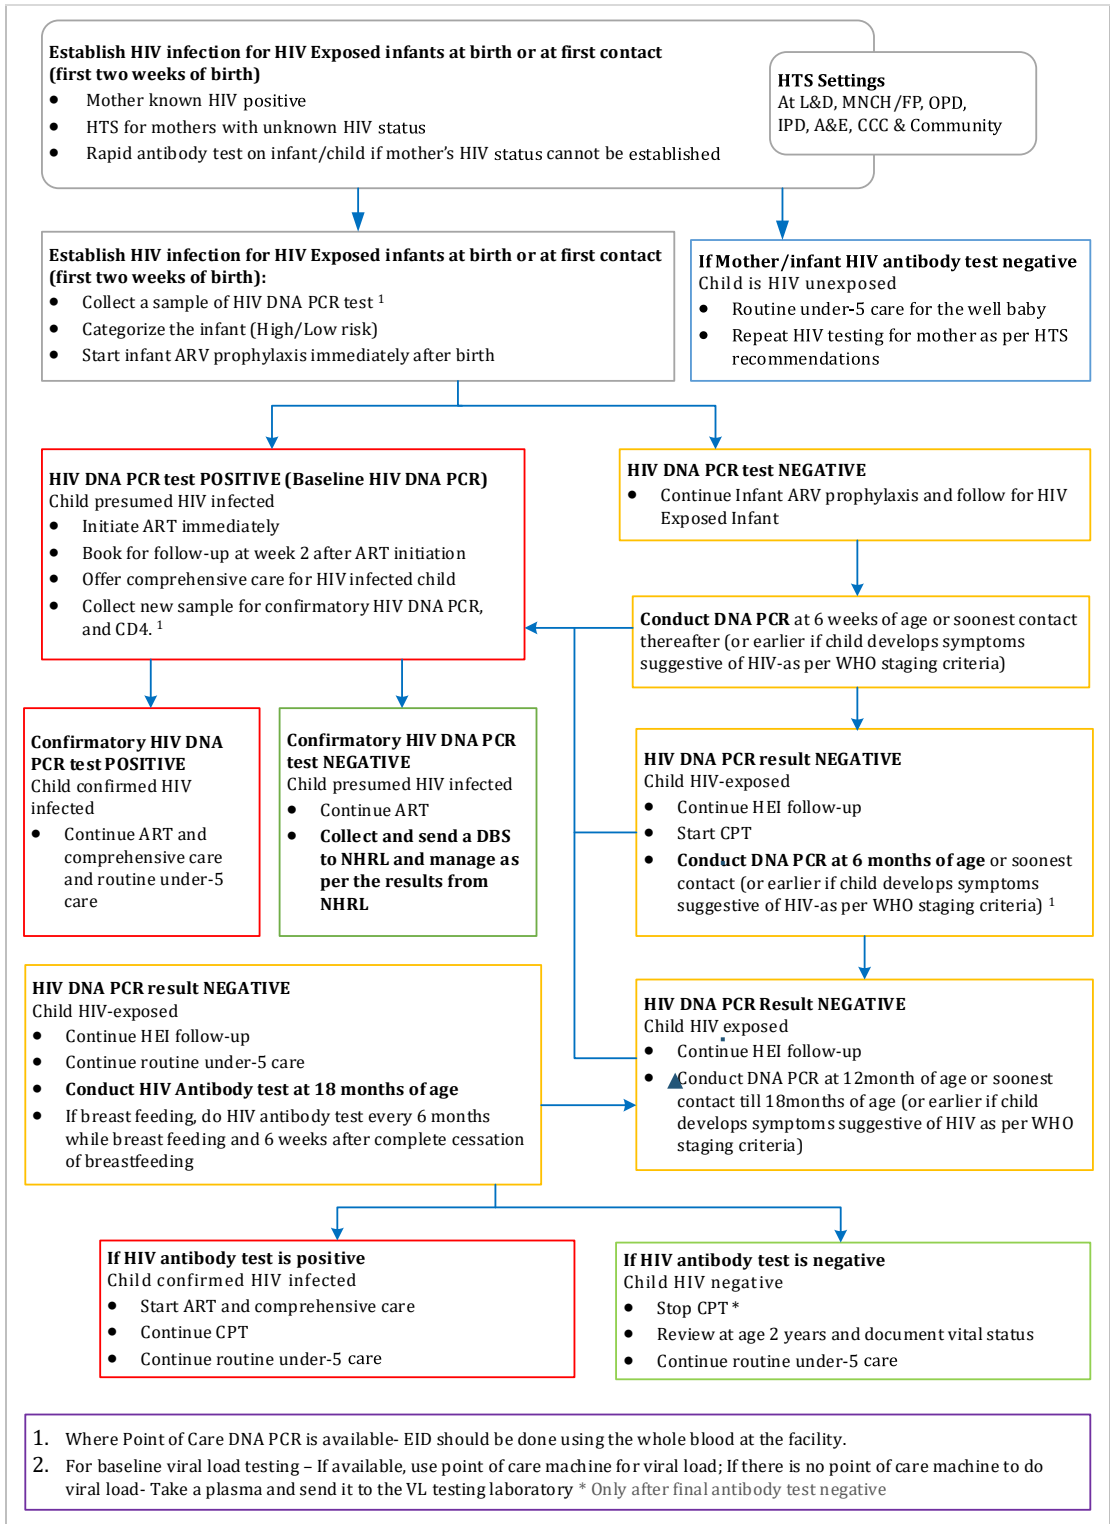 Establish HIV infection for HIV Exposed infants at birth or at first contact
(first two weeks of birth)
● Mother known HIV positive
● HTS for mothers with unknown HIV status
● Rapid antibody test on infant/child if mother's HIV status cannot be established
HTS Settings
At L&D, MNCH/FP, OPD,
IPD, A&E, CCC & Community
Establish HIV infection for HIV Exposed infants at birth or at first contact
(first two weeks of birth):
● Collect a sample of HIV DNA PCR test 1
● Categorize the infant (High/Low risk)
● Start infant ARV prophylaxis immediately after birth
If Mother/infant HIV antibody test negative
Child is HIV unexposed
● Routine under-5 care for the well baby
● Repeat HIV testing for mother as per HTS
recommendations
HIV DNA PCR test POSITIVE (Baseline HIV DNA PCR)
Child presumed HIV infected
● Initiate ART immediately
● Book for follow-up at week 2 after ART initiation
● Offer comprehensive care for HIV infected child
● Collect new sample for confirmatory HIV DNA PCR,
and CD4. 1
HIV DNA PCR test NEGATIVE
● Continue Infant ARV prophylaxis and follow for HIV
Exposed Infant
Conduct DNA PCR at 6 weeks of age or soonest contact
thereafter (or earlier if child develops symptoms
suggestive of HIV-as per WHO staging criteria)
Confirmatory HIV DNA
PCR test POSITIVE
Child confirmed HIV
infected
● Continue ART and
comprehensive care
and routine under-5
care
Confirmatory HIV DNA PCR
test NEGATIVE
Child presumed HIV infected
● Continue ART
● Collect and send a DBS
to NHRL and manage as
per the results from
NHRL
HIV DNA PCR result NEGATIVE
Child HIV-exposed
● Continue HEI follow-up
● Start CPT
● Conduct DNA PCR at 6 months of age or soonest
contact (or earlier if child develops symptoms
suggestive of HIV-as per WHO staging criteria) 1
HIV DNA PCR result NEGATIVE
Child HIV-exposed
● Continue HEI follow-up
● Continue routine under-5 care
● Conduct HIV Antibody test at 18 months of age
● If breast feeding, do HIV antibody test every 6 months
while breast feeding and 6 weeks after complete cessation
of breastfeeding
HIV DNA PCR Result NEGATIVE
Child HIV exposed
● Continue HEI follow-up
● Conduct DNA PCR at 12month of age or soonest
contact till 18months of age (or earlier if child
develops symptoms suggestive of HIV as per WHO
staging criteria)
If HIV antibody test is positive
Child confirmed HIV infected
● Start ART and comprehensive care
● Continue CPT
● Continue routine under-5 care
If HIV antibody test is negative
Child HIV negative
● Stop CPT *
● Review at age 2 years and document vital status
● Continue routine under-5 care
1. Where Point of Care DNA PCR is available- EID should be done using the whole blood at the facility.
2. For baseline viral load testing – If available, use point of care machine for viral load; If there is no point of care machine to do
viral load- Take a plasma and send it to the VL testing laboratory * Only after final antibody test negative